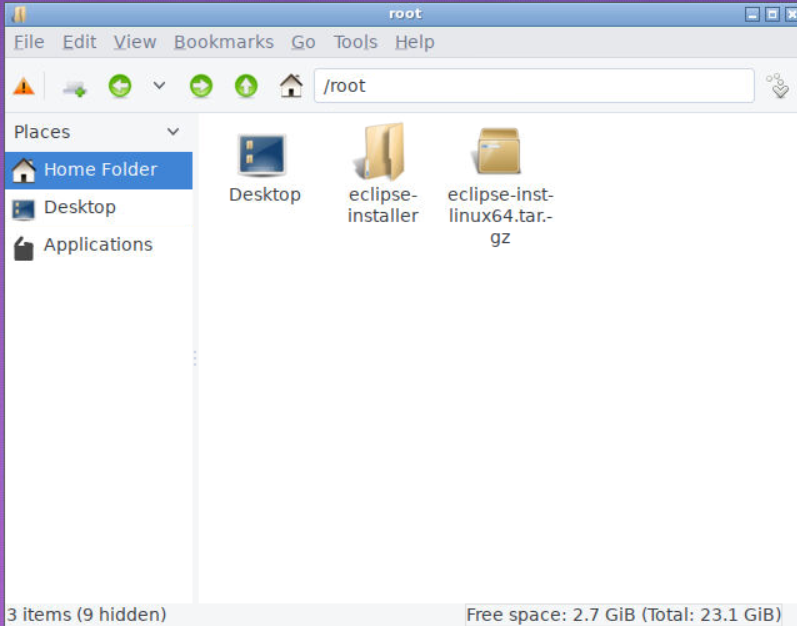 root
File Edit View Bookmarks Go Tools Help
/root
Places
Home Folder
Desktop
Applications
Desktop
eclipse-
installer
eclipse-inst-
linux64.tar.-
gz
3 items (9 hidden)
Free space: 2.7 GiB (Total: 23.1 GiB)